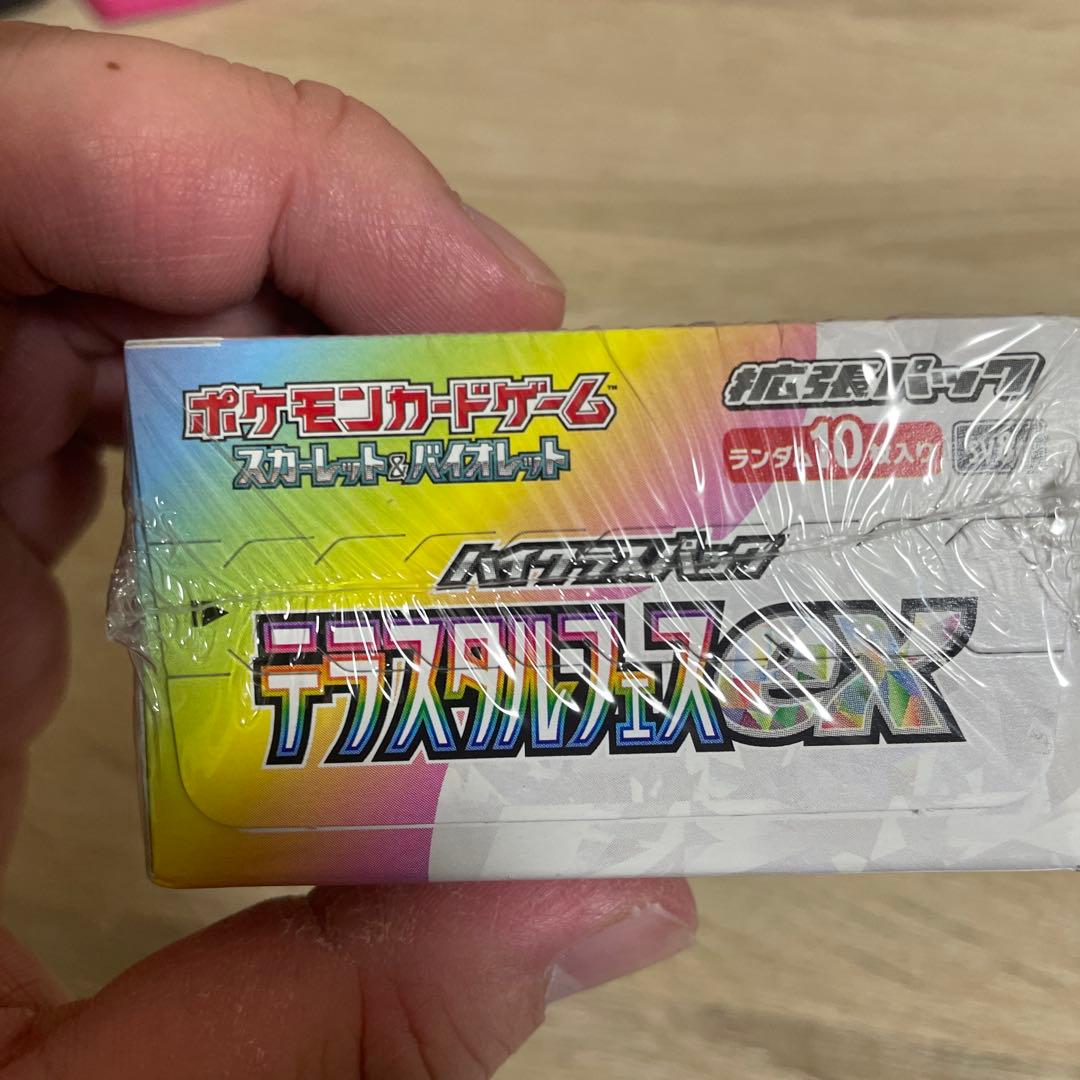 ポケモンカードゲーム™
スカーレット&バイオレット
拡張パック
ランダム10枚入り
ハイクラスパック
テラスタルフェスex